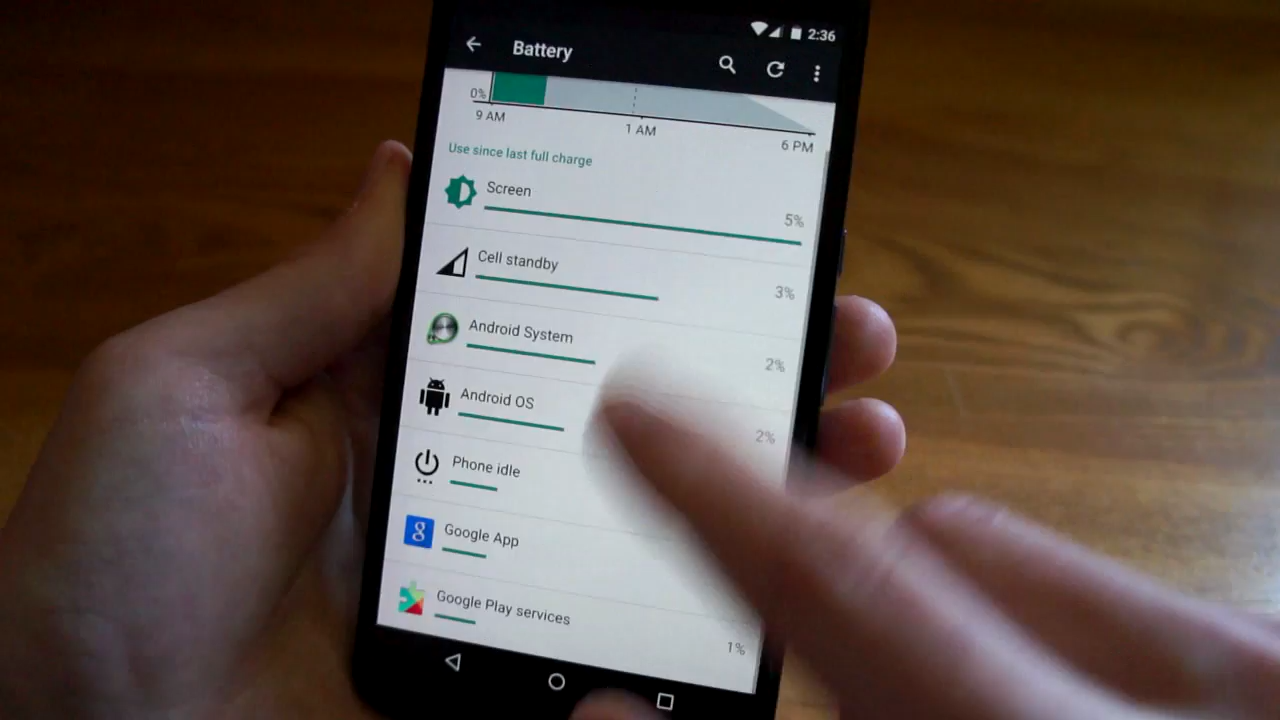 2:36
Battery
0%
9 AM 1 AM 6 PM
Use since last full charge
Screen 5%
Cell standby 3%
Android System 2%
Android OS 2%
Phone idle
g Google App
Google Play services 1%